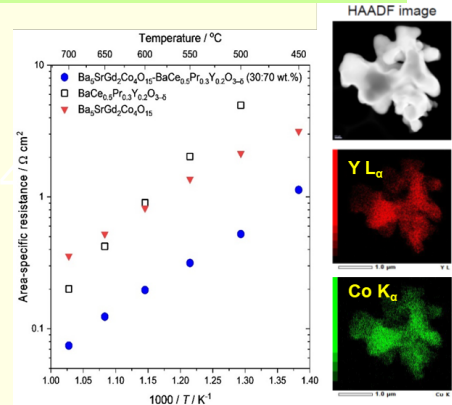 HAADF image
Temperature / °C
700 650 600 550 500 450
10
Ba₅SrGd₂Co₄O₁₅-BaCe₀.₅Pr₀.₃Y₀.₂O₃₋δ (30:70 wt.%)
BaCe₀.₅Pr₀.₃Y₀.₂O₃₋δ
Ba₅SrGd₂Co₄O₁₅
Area-specific resistance / Ω cm²
1
0.1
1.00 1.05 1.10 1.15 1.20 1.25 1.30 1.35 1.40
1000 / T / K⁻¹
Y Lα
1.0 μm Y L
Co Kα
1.0 μm Co K